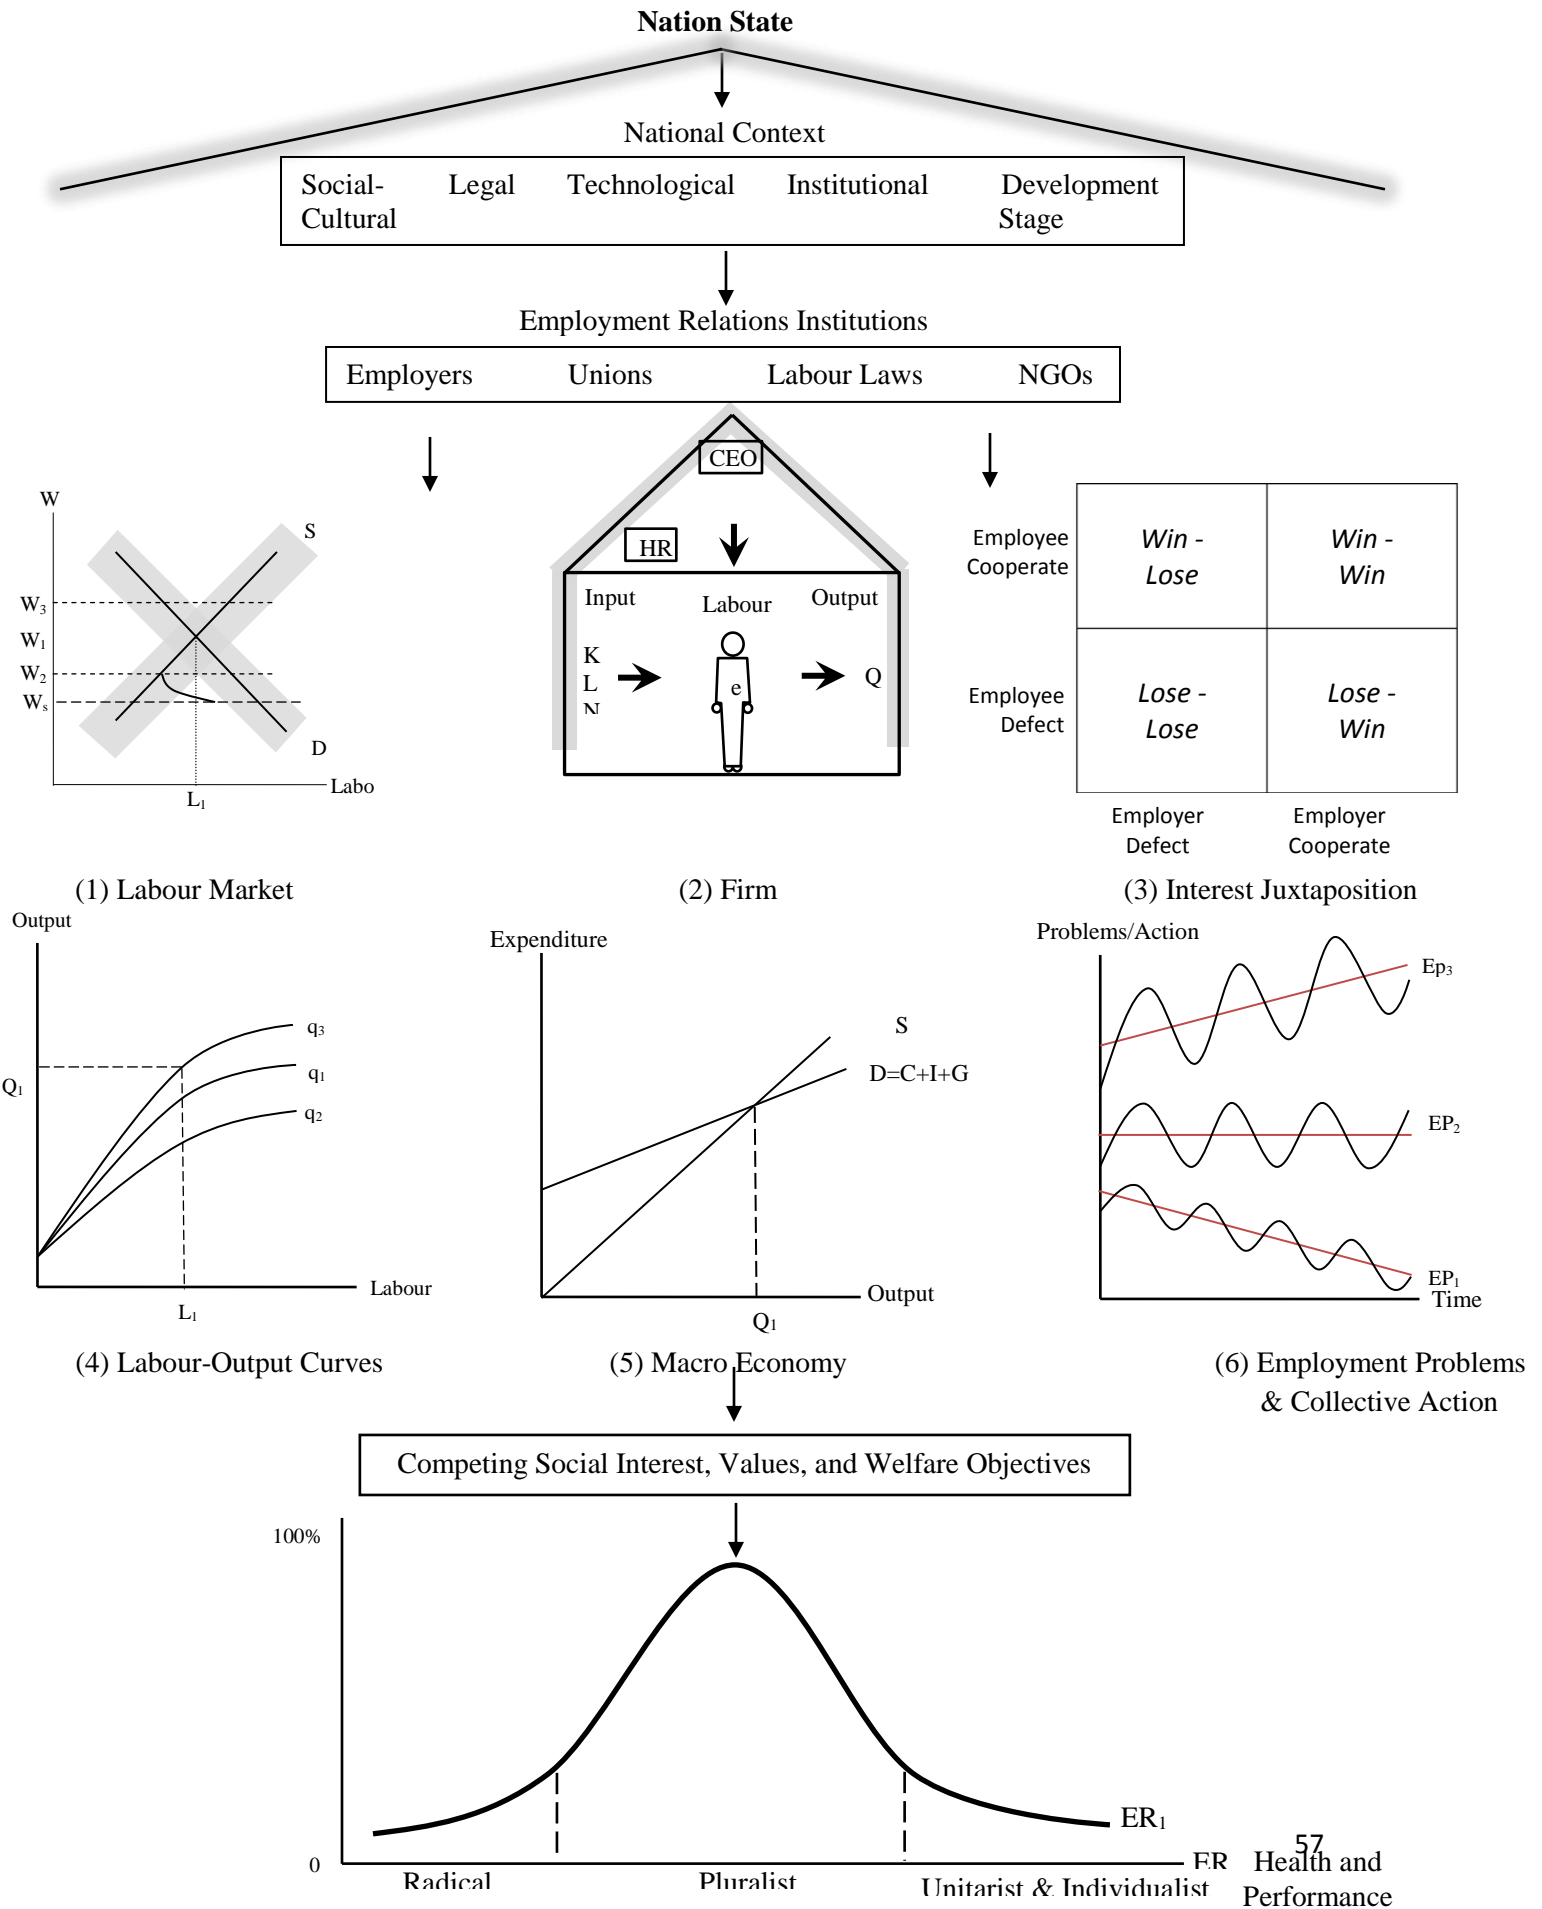 Nation State
National Context
Social- Legal Technological Institutional Development
Cultural Stage
Employment Relations Institutions
Employers Unions Labour Laws NGOs
W
S
W3
W1
W2
Ws
D
L1
Labo
(1) Labour Market
CEO
HR
Input Labour Output
K
L
N
e
Q
(2) Firm
Employee
Cooperate
Win -
Lose
Win -
Win
Employee
Defect
Lose -
Lose
Lose -
Win
Employer
Defect
Employer
Cooperate
(3) Interest Juxtaposition
Output
q3
q1
q2
Q1
Labour
L1
(4) Labour-Output Curves
Expenditure
S
D=C+I+G
Output
Q1
(5) Macro Economy
Problems/Action
Ep3
EP2
EP1
Time
(6) Employment Problems
& Collective Action
Competing Social Interest, Values, and Welfare Objectives
100%
0
ER1
ER
57
Health and
Performance
Radical Pluralist Unitarist & Individualist